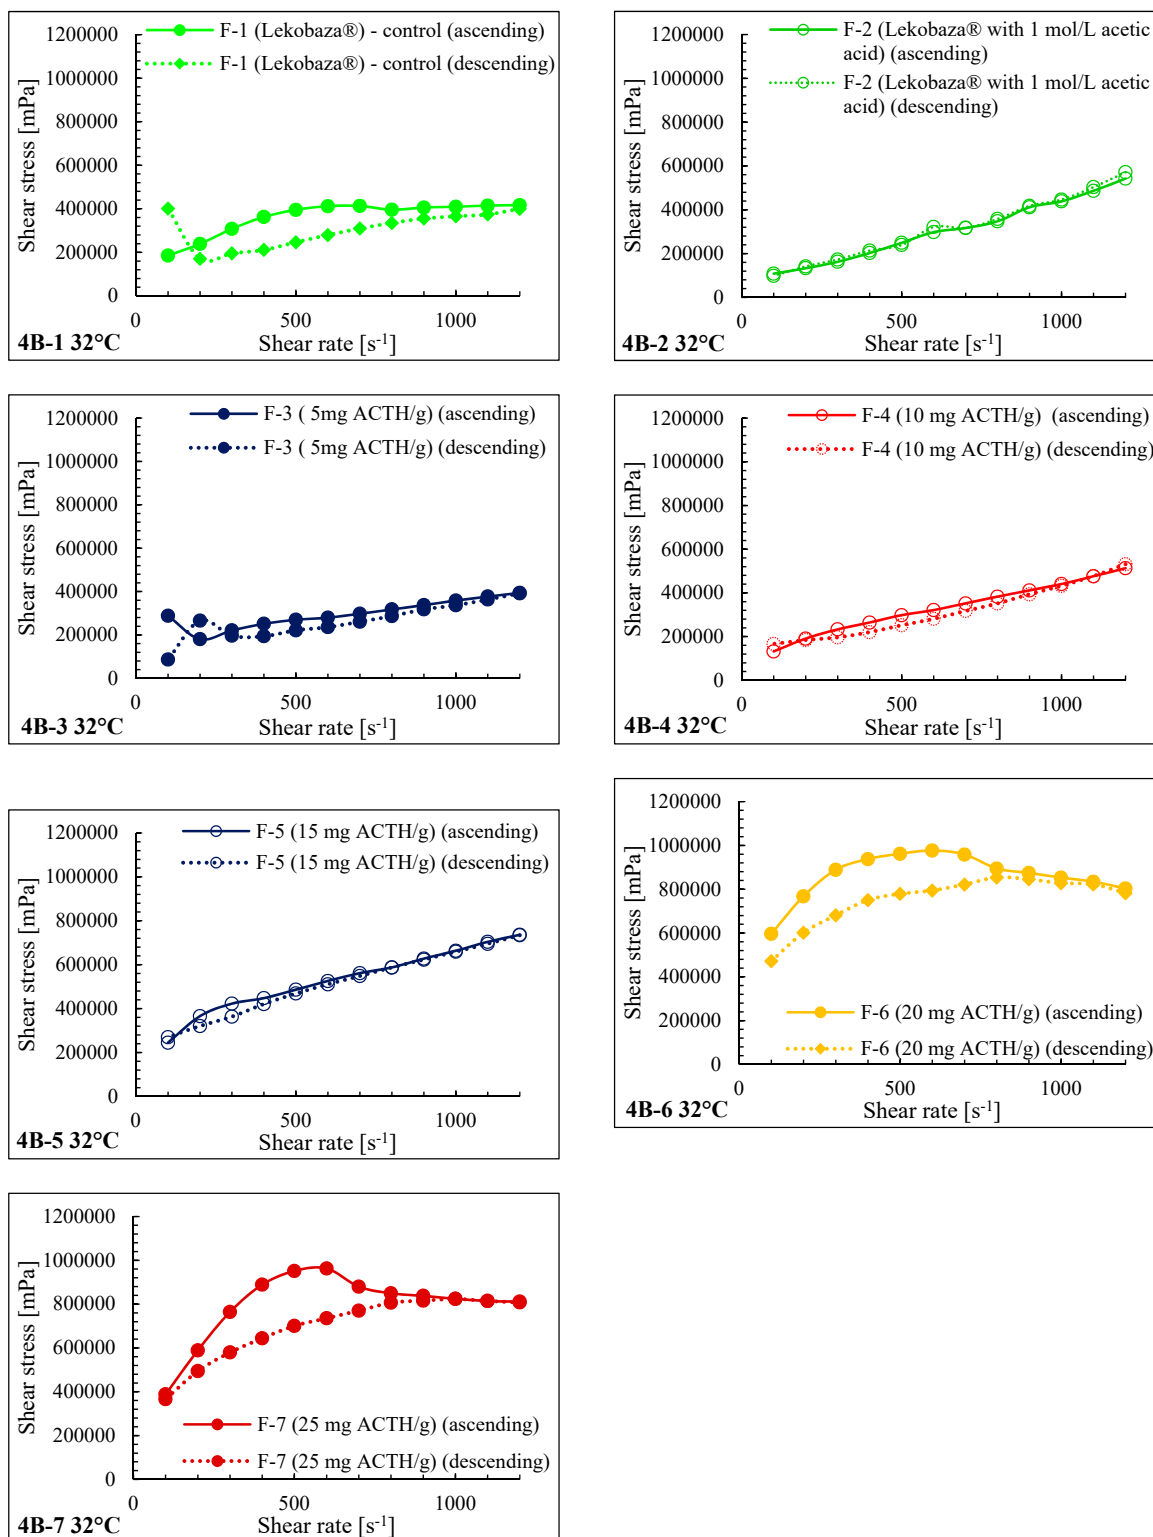 1200000
1000000
800000
600000
400000
200000
0
Shear stress [mPa]
F-1 (Lekobaza®) - control (ascending)
F-1 (Lekobaza®) - control (descending)
0
500
1000
Shear rate [s⁻¹]
4B-1 32°C
1200000
1000000
800000
600000
400000
200000
0
Shear stress [mPa]
F-2 (Lekobaza® with 1 mol/L acetic
acid) (ascending)
F-2 (Lekobaza® with 1 mol/L acetic
acid) (descending)
0
500
1000
Shear rate [s⁻¹]
4B-2 32°C
1200000
1000000
800000
600000
400000
200000
0
Shear stress [mPa]
F-3 ( 5mg ACTH/g) (ascending)
F-3 ( 5mg ACTH/g) (descending)
0
500
1000
Shear rate [s⁻¹]
4B-3 32°C
1200000
1000000
800000
600000
400000
200000
0
Shear stress [mPa]
F-4 (10 mg ACTH/g) (ascending)
F-4 (10 mg ACTH/g) (descending)
0
500
1000
Shear rate [s⁻¹]
4B-4 32°C
1200000
1000000
800000
600000
400000
200000
0
Shear stress [mPa]
F-5 (15 mg ACTH/g) (ascending)
F-5 (15 mg ACTH/g) (descending)
0
500
1000
Shear rate [s⁻¹]
4B-5 32°C
1200000
1000000
800000
600000
400000
200000
0
Shear stress [mPa]
F-6 (20 mg ACTH/g) (ascending)
F-6 (20 mg ACTH/g) (descending)
0
500
1000
Shear rate [s⁻¹]
4B-6 32°C
1200000
1000000
800000
600000
400000
200000
0
Shear stress [mPa]
F-7 (25 mg ACTH/g) (ascending)
F-7 (25 mg ACTH/g) (descending)
0
500
1000
Shear rate [s⁻¹]
4B-7 32°C